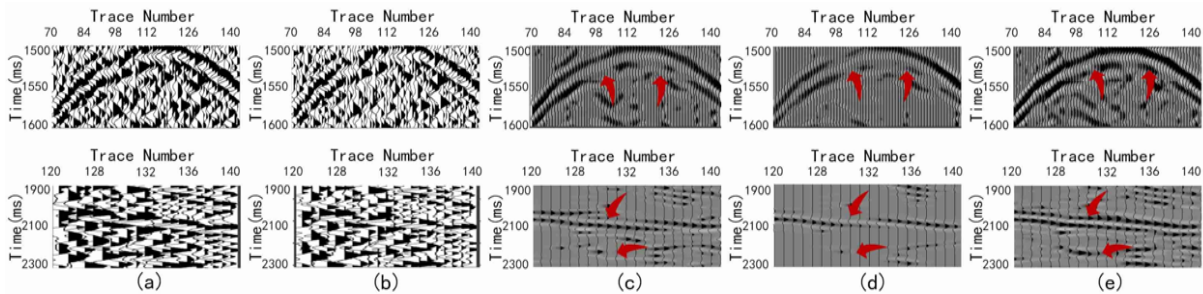 Trace Number Trace Number Trace Number Trace Number Trace Number
70 84 98 112 126 140 70 84 98 112 126 140 70 84 98 112 126 140 70 84 98 112 126 140 70 84 98 112 126 140
Time(ms) 1500 1550 1600 Time(ms) 1500 1550 1600 Time(ms) 1500 1550 1600 Time(ms) 1500 1550 1600 Time(ms) 1500 1550 1600
Trace Number Trace Number Trace Number Trace Number Trace Number
120 128 132 140 120 128 132 140 120 128 132 140 120 128 132 140 120 128 132 140
Time(ms) 1900 2100 2300 Time(ms) 1900 2100 2300 Time(ms) 1900 2100 2300 Time(ms) 1900 2100 2300 Time(ms) 1900 2100 2300
(a) (b) (c) (d) (e)